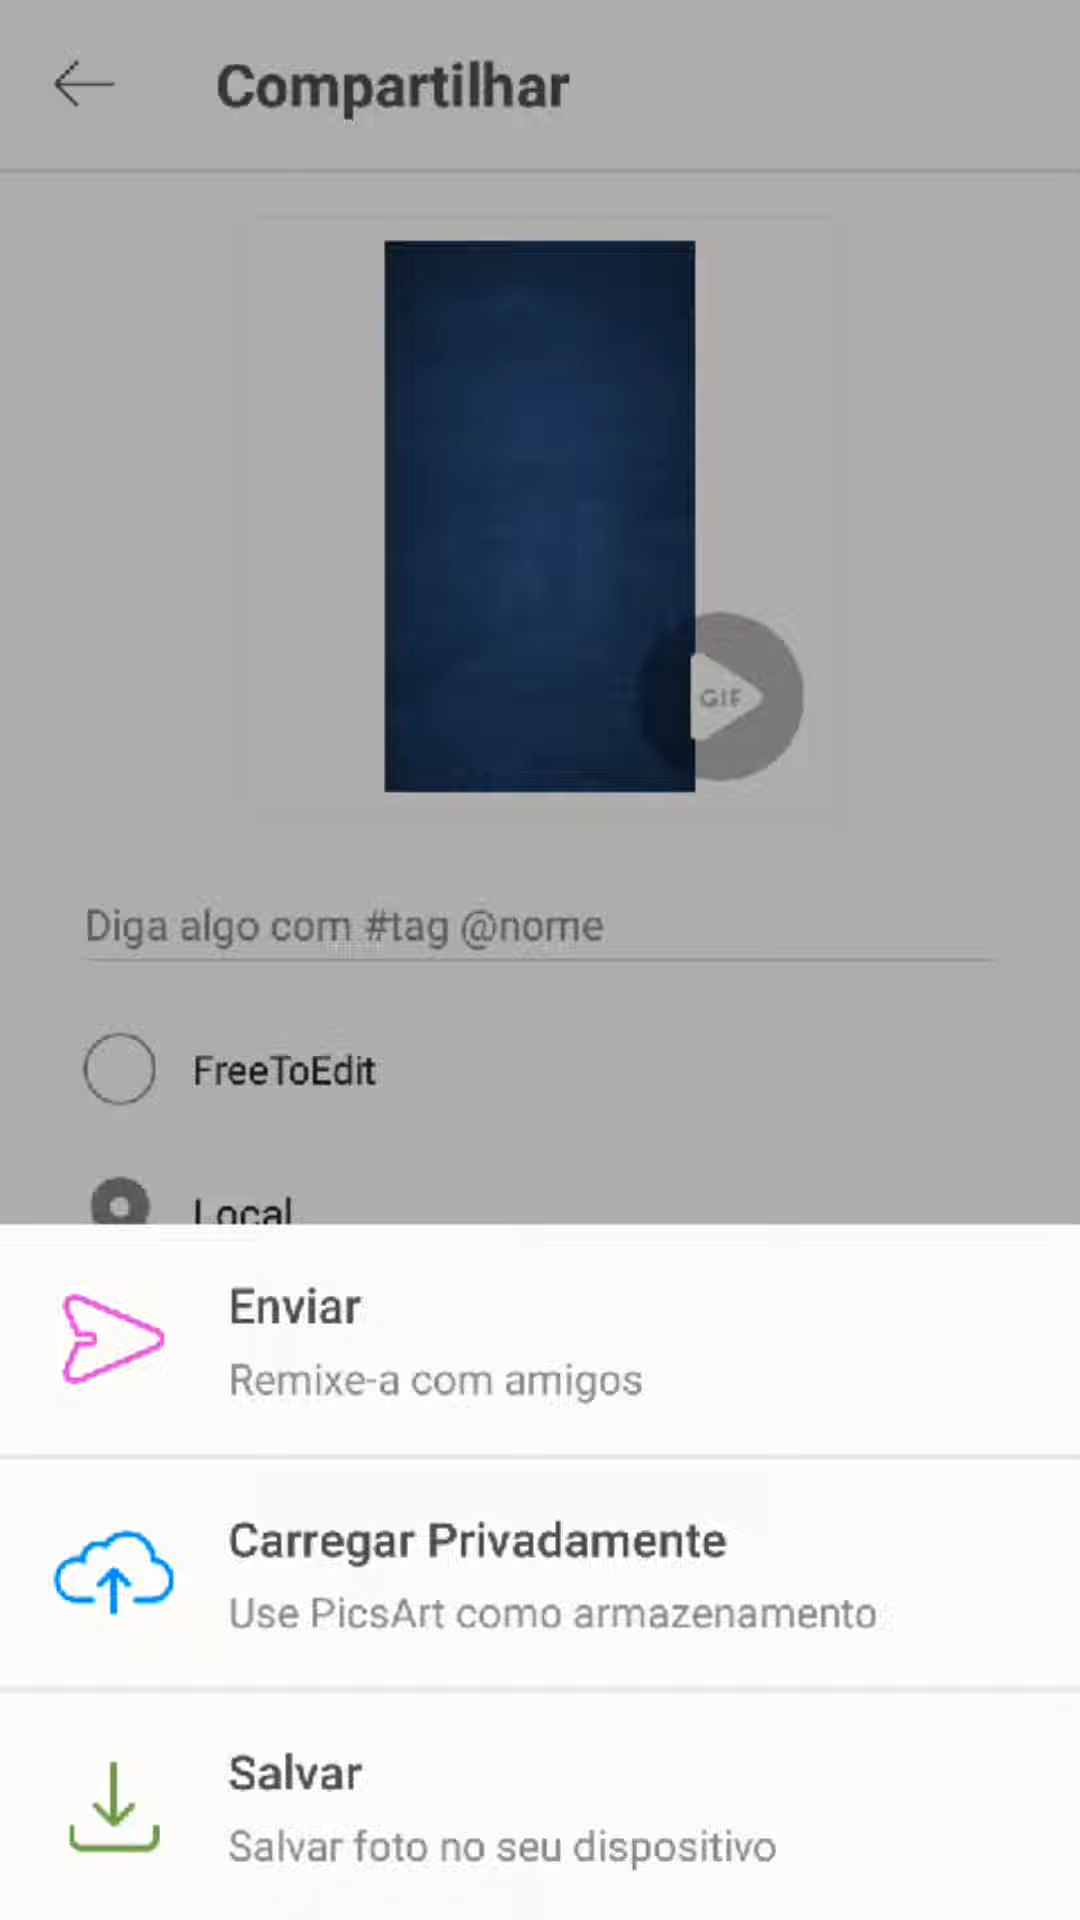 Compartilhar
GIF
Diga algo com #tag @nome
FreeToEdit
Local
Enviar
Remixe-a com amigos
Carregar Privadamente
Use PicsArt como armazenamento
Salvar
Salvar foto no seu dispositivo